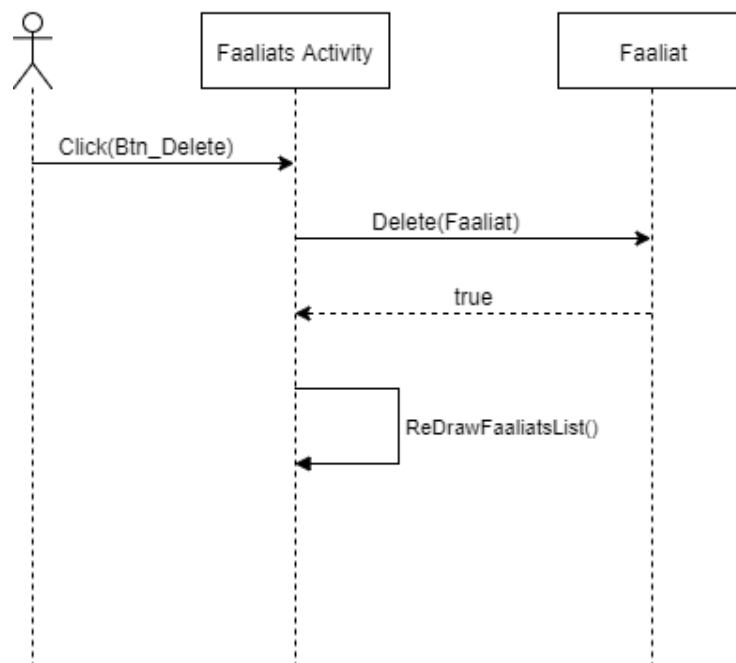 Faaliats Activity
Faaliat
Click(Btn_Delete)
Delete(Faaliat)
true
ReDrawFaaliatsList()